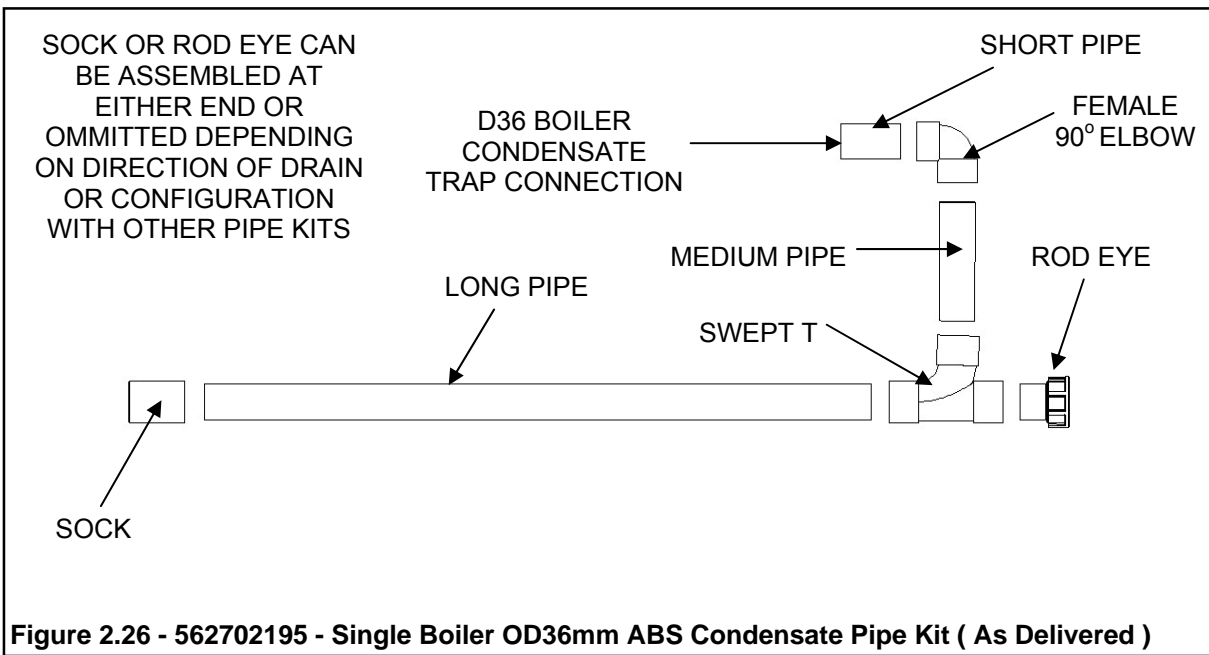 SOCK OR ROD EYE CAN
BE ASSEMBLED AT
EITHER END OR
OMMITTED DEPENDING
ON DIRECTION OF DRAIN
OR CONFIGURATION
WITH OTHER PIPE KITS
D36 BOILER
CONDENSATE
TRAP CONNECTION
SHORT PIPE
FEMALE
90° ELBOW
MEDIUM PIPE
ROD EYE
LONG PIPE
SWEPT T
SOCK
Figure 2.26 - 562702195 - Single Boiler OD36mm ABS Condensate Pipe Kit ( As Delivered )